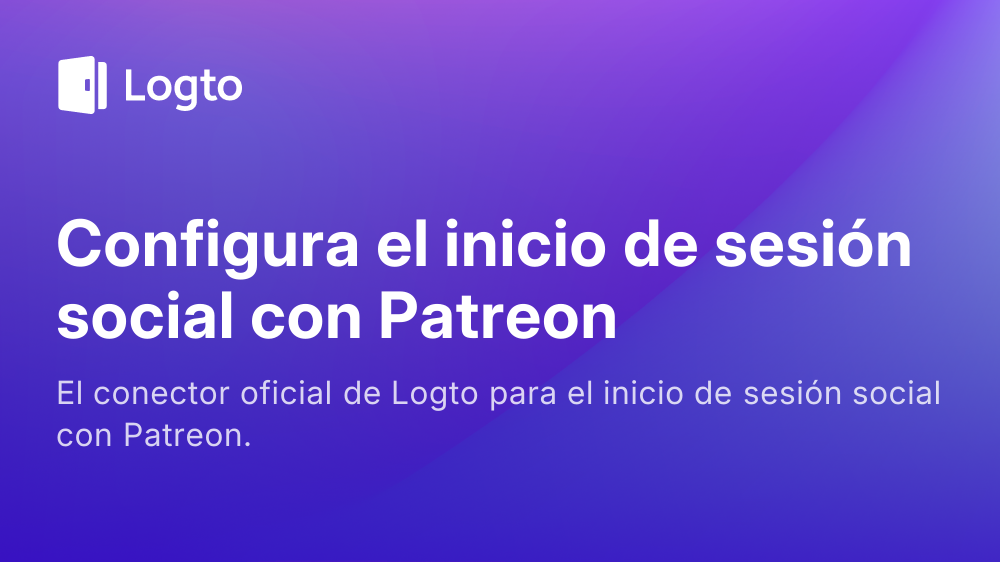 Logto
Configura el inicio de sesión
social con Patreon
El conector oficial de Logto para el inicio de sesión social
con Patreon.